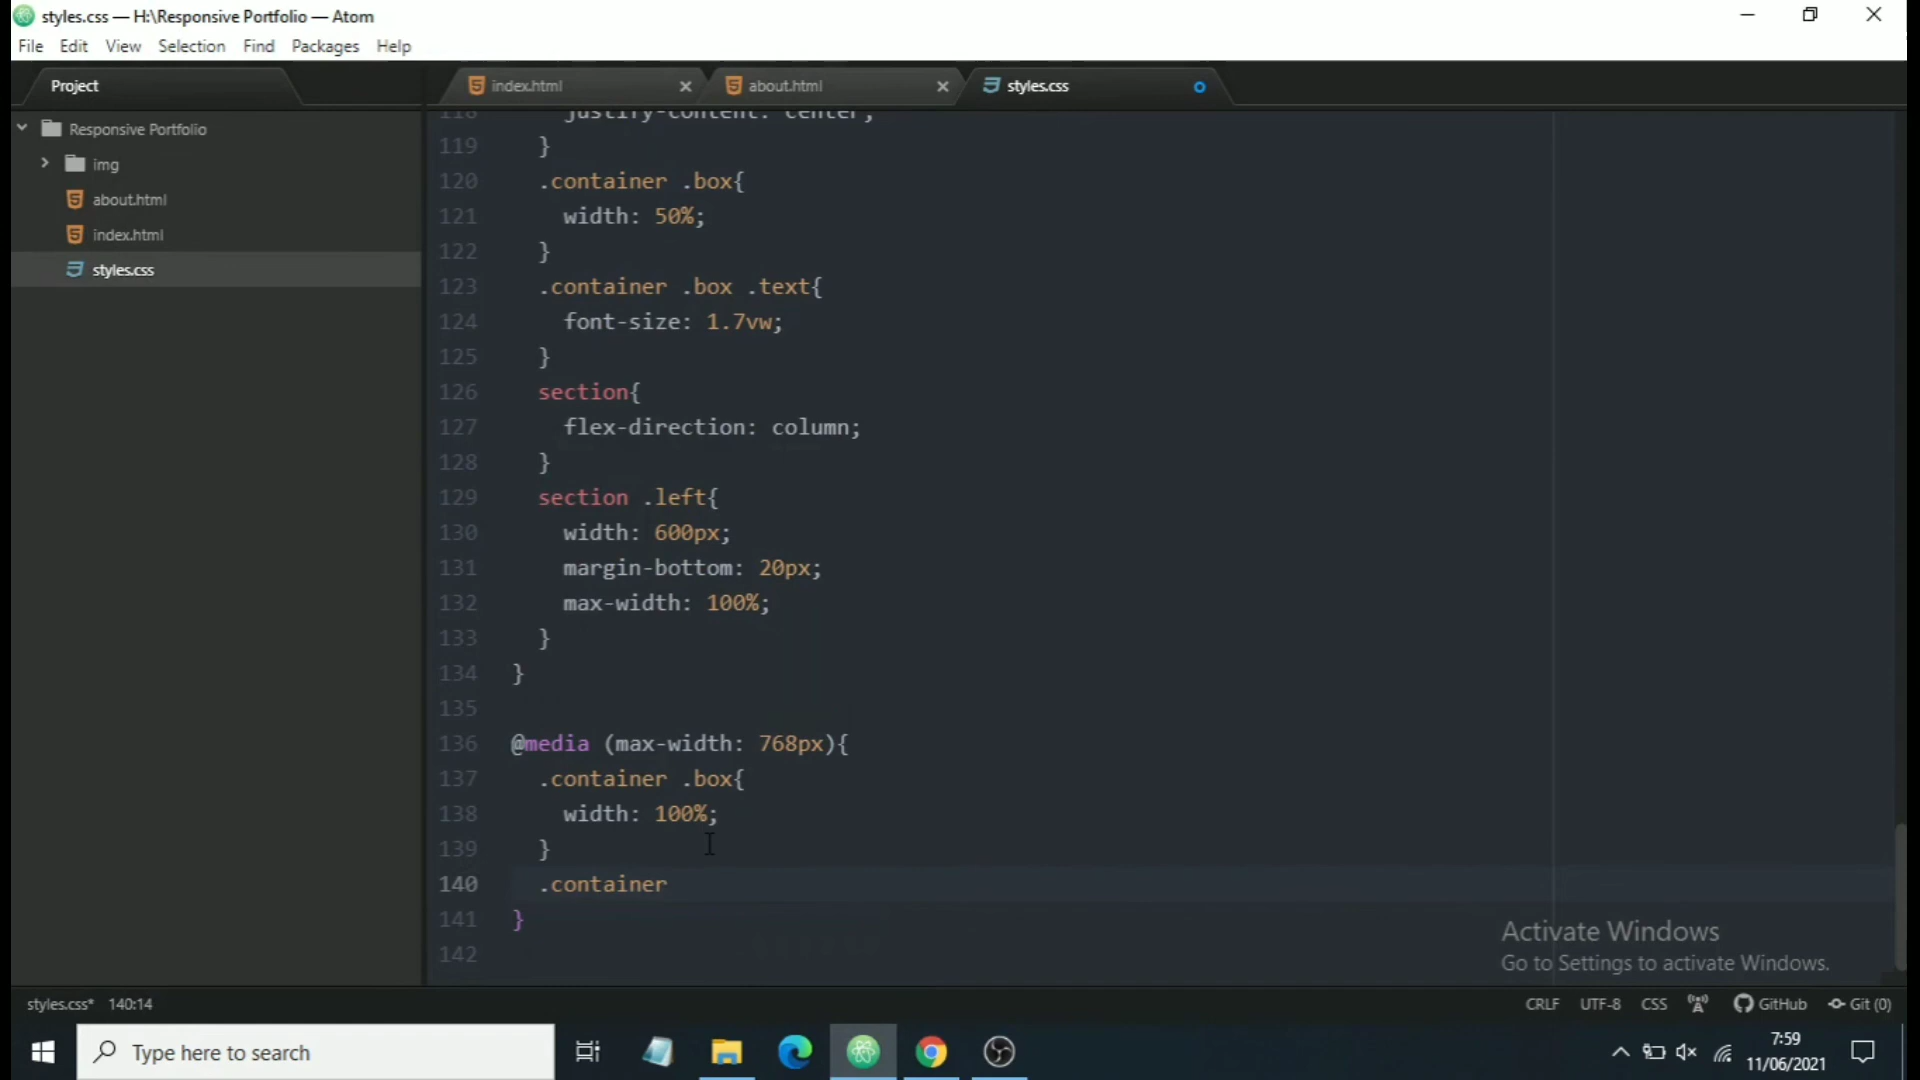 styles.css — H:\Responsive Portfolio — Atom
File Edit View Selection Find Packages Help
Project
index.html
about.html
styles.css
Responsive Portfolio
img
about.html
index.html
styles.css
118 justify-content: center;
119 }
120 .container .box{
121 width: 50%;
122 }
123 .container .box .text{
124 font-size: 1.7vw;
125 }
126 section{
127 flex-direction: column;
128 }
129 section .left{
130 width: 600px;
131 margin-bottom: 20px;
132 max-width: 100%;
133 }
134 }
135
136 @media (max-width: 768px){
137 .container .box{
138 width: 100%;
139 }
140 .container
141 }
142
Activate Windows
Go to Settings to activate Windows.
styles.css* 140:14
CRLF UTF-8 CSS GitHub Git (0)
Type here to search
7:59
11/06/2021